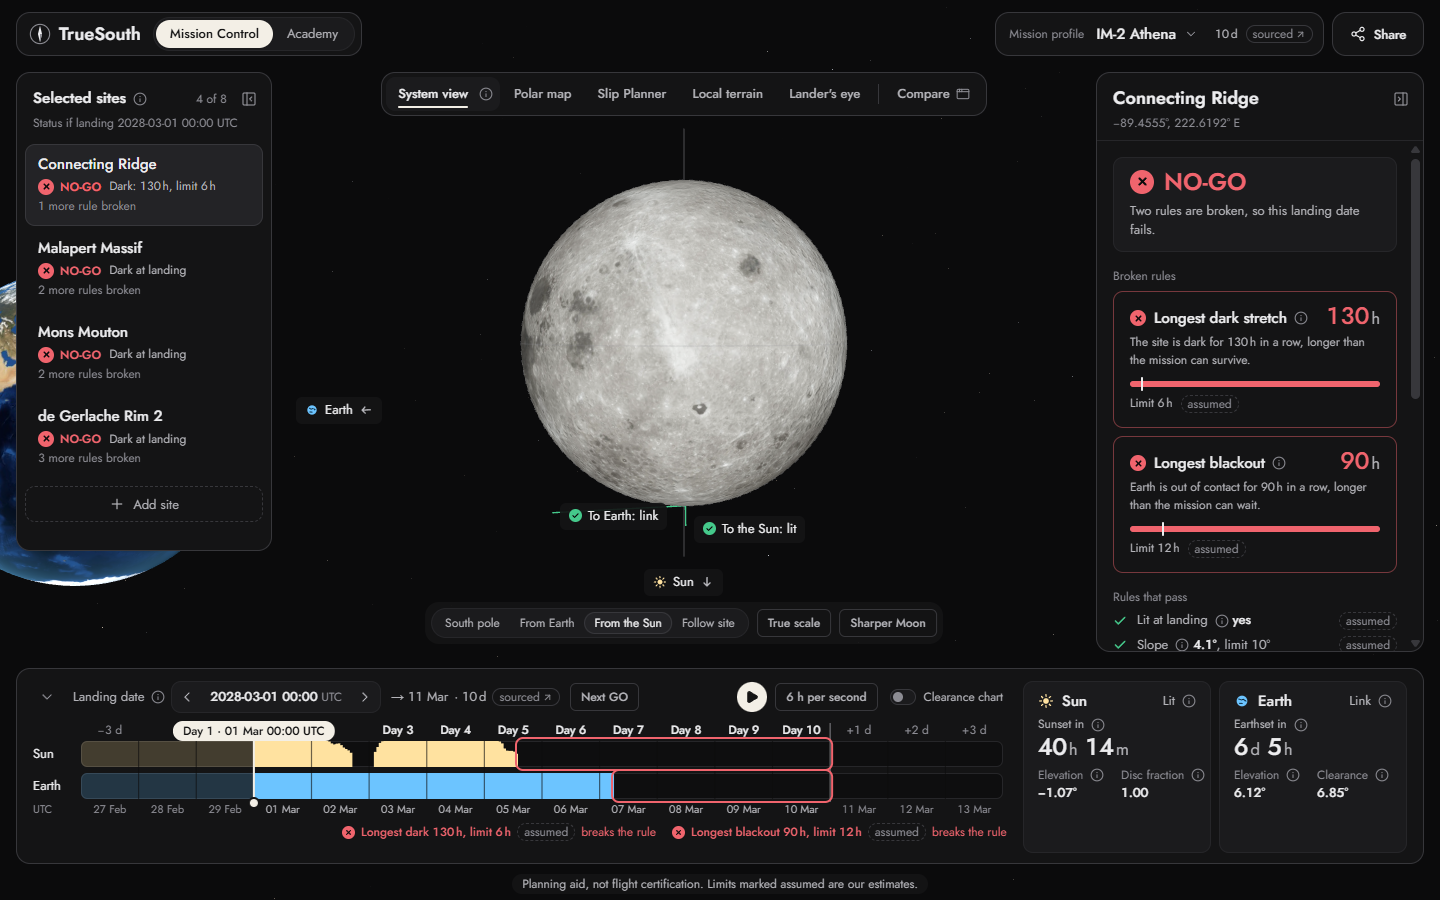 TrueSouth
Mission Control
Academy
Mission profile
IM-2 Athena
10 d
sourced ↗
Share
Selected sites
4 of 8
Status if landing 2028-03-01 00:00 UTC
Connecting Ridge
NO-GO Dark: 130 h, limit 6 h
1 more rule broken
Malapert Massif
NO-GO Dark at landing
2 more rules broken
Mons Mouton
NO-GO Dark at landing
2 more rules broken
de Gerlache Rim 2
NO-GO Dark at landing
3 more rules broken
+ Add site
System view
Polar map
Slip Planner
Local terrain
Lander's eye
Compare
Earth ←
To Earth: link
To the Sun: lit
Sun ↓
South pole
From Earth
From the Sun
Follow site
True scale
Sharper Moon
Connecting Ridge
−89.4555°, 222.6192° E
NO-GO
Two rules are broken, so this landing date
fails.
Broken rules
Longest dark stretch 130 h
The site is dark for 130 h in a row, longer than
the mission can survive.
Limit 6 h assumed
Longest blackout 90 h
Earth is out of contact for 90 h in a row, longer
than the mission can wait.
Limit 12 h assumed
Rules that pass
Lit at landing yes assumed
Slope 4.1°, limit 10° assumed
Landing date
2028-03-01 00:00 UTC
→ 11 Mar · 10 d sourced ↗
Next GO
6 h per second
Clearance chart
−3 d
Day 1 · 01 Mar 00:00 UTC
Day 3 Day 4 Day 5 Day 6 Day 7 Day 8 Day 9 Day 10 +1 d +2 d +3 d
Sun
Earth
UTC 27 Feb 28 Feb 29 Feb 01 Mar 02 Mar 03 Mar 04 Mar 05 Mar 06 Mar 07 Mar 08 Mar 09 Mar 10 Mar 11 Mar 12 Mar 13 Mar
Longest dark 130 h, limit 6 h assumed breaks the rule
Longest blackout 90 h, limit 12 h assumed breaks the rule
Sun Lit
Sunset in
40 h 14 m
Elevation Disc fraction
−1.07° 1.00
Earth Link
Earthset in
6 d 5 h
Elevation Clearance
6.12° 6.85°
Planning aid, not flight certification. Limits marked assumed are our estimates.